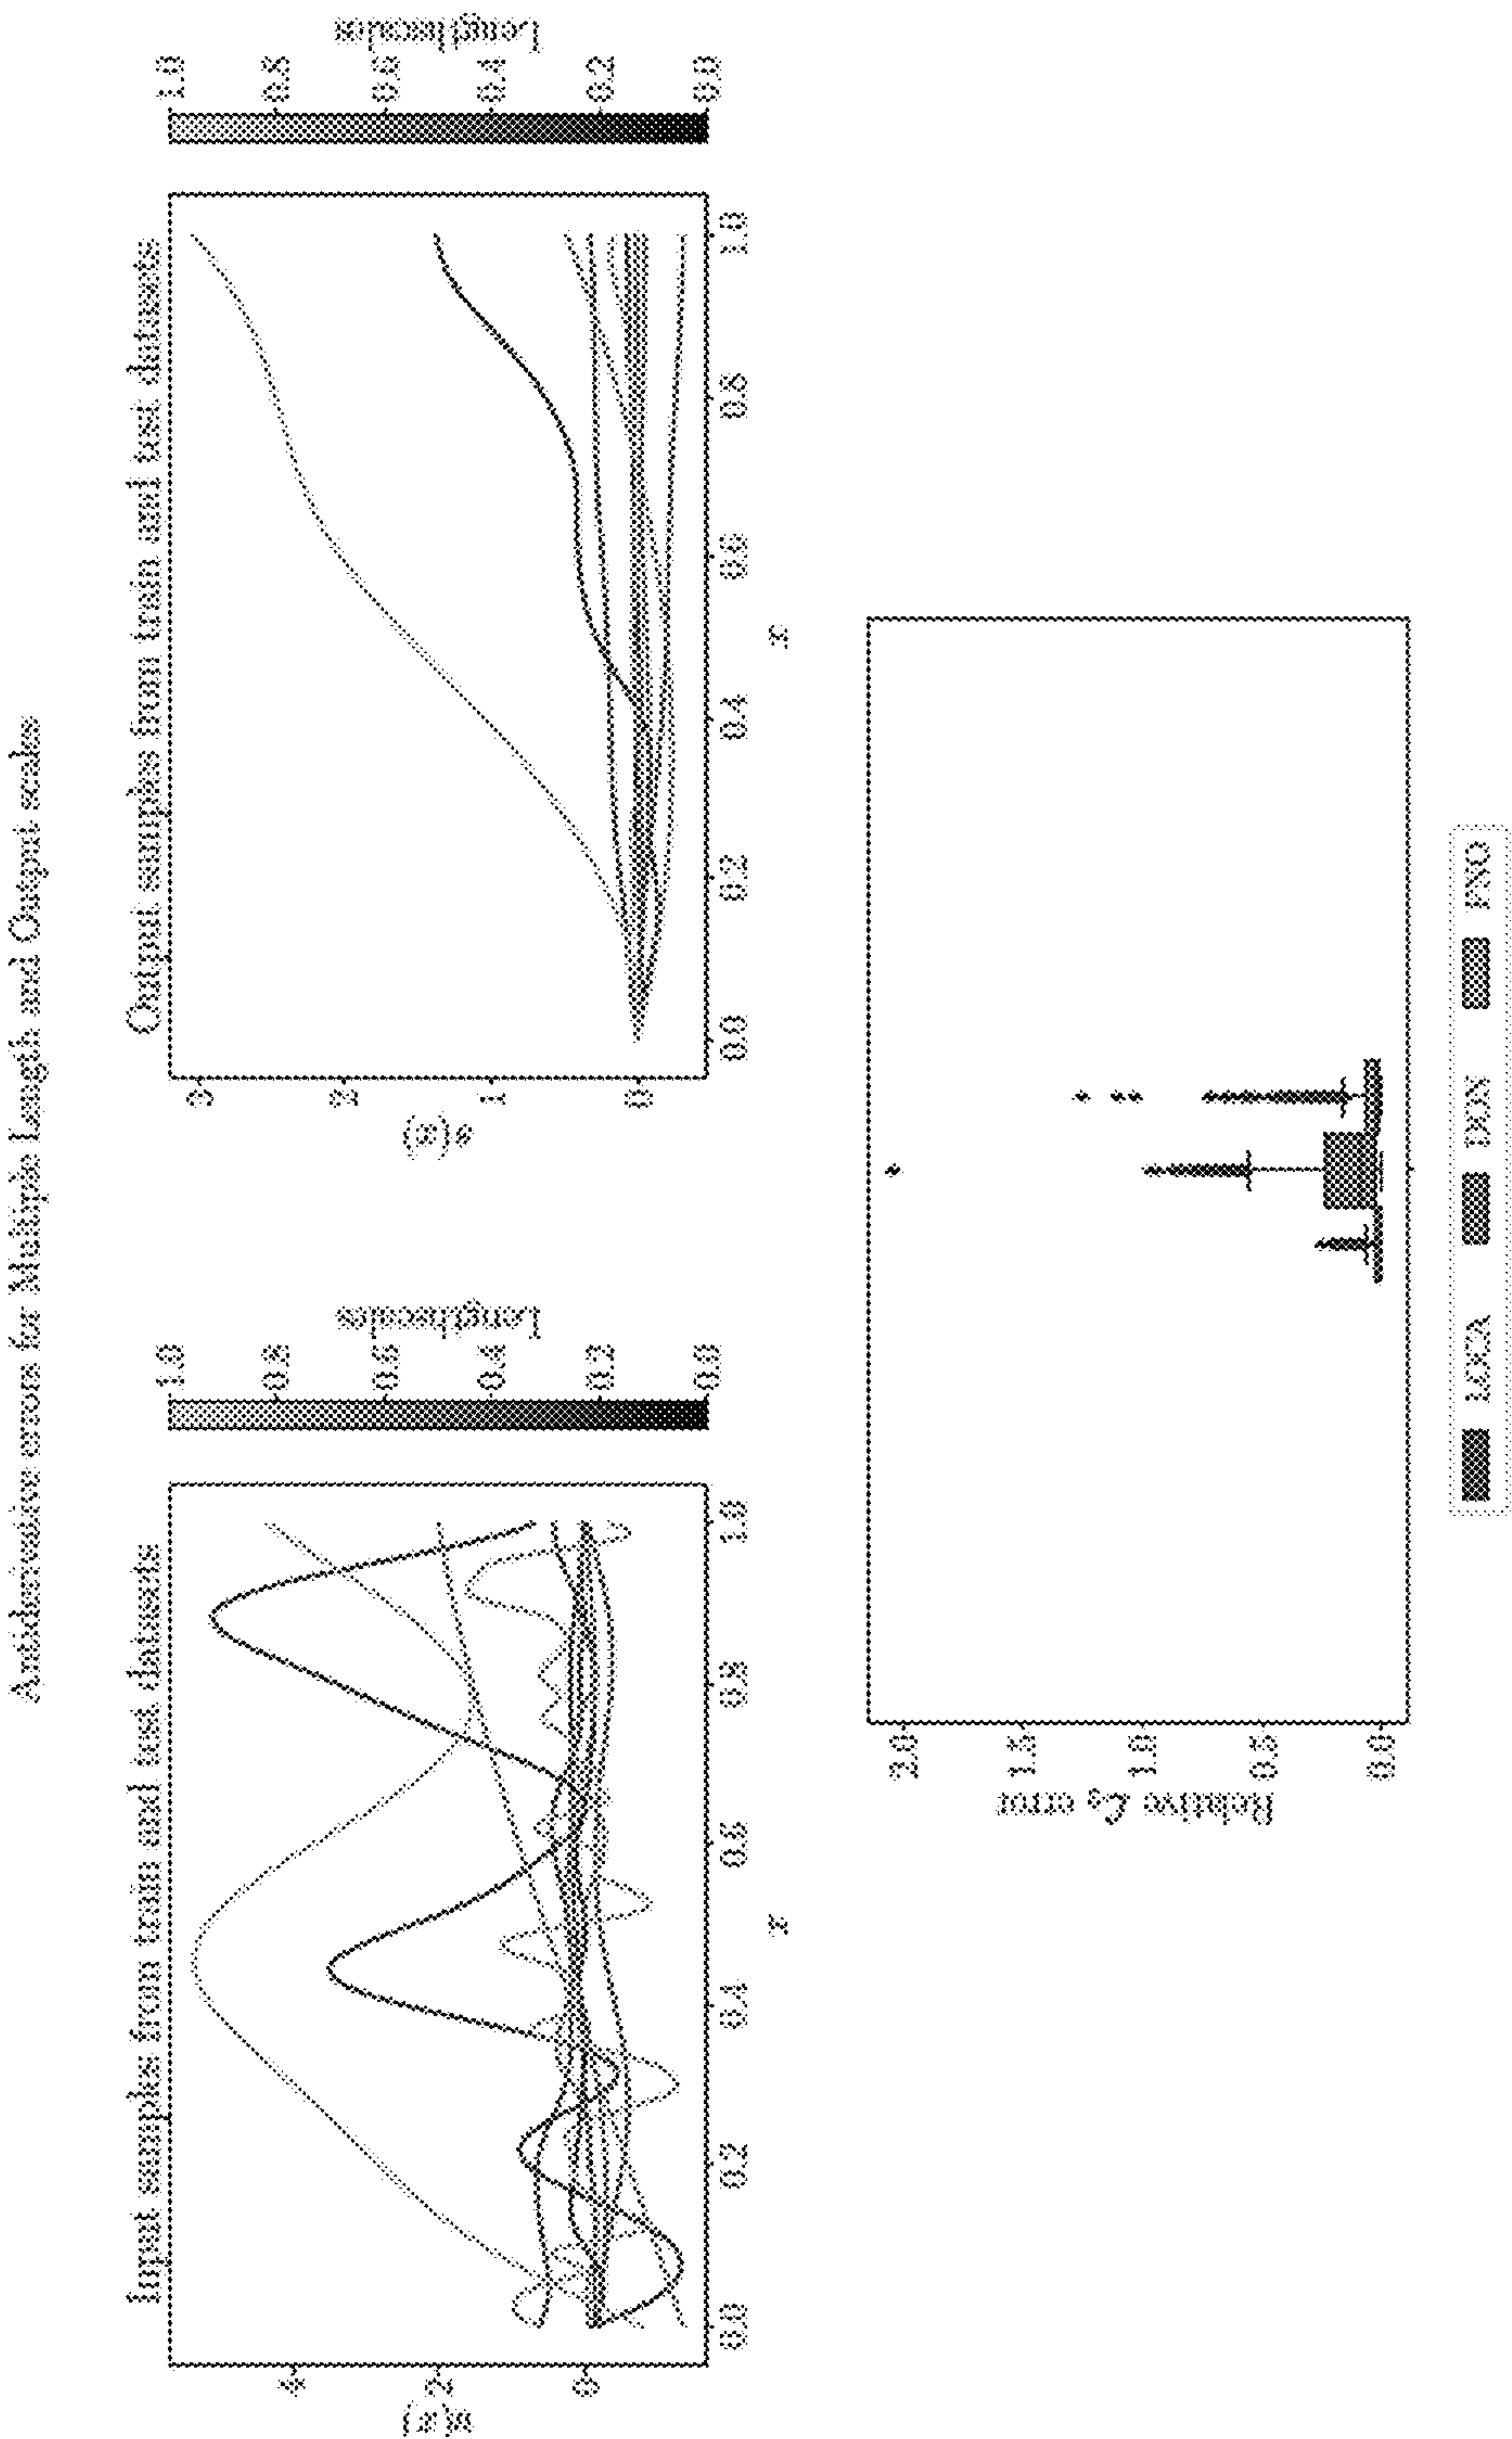 Antiderivative errors for Multiple Length and Output scales
Input samples from train and test datasets
u(x)
4
2
0
0.0
0.2
0.4
0.6
0.8
1.0
x
1.0
0.8
0.6
0.4
0.2
0.0
Lengthscales
Output samples from train and test datasets
s(x)
3
2
1
0
0.0
0.2
0.4
0.6
0.8
1.0
x
1.0
0.8
0.6
0.4
0.2
0.0
Lengthscales
Relative L₂ error
2.0
1.5
1.0
0.5
0.0
LOCA
DON
FNO